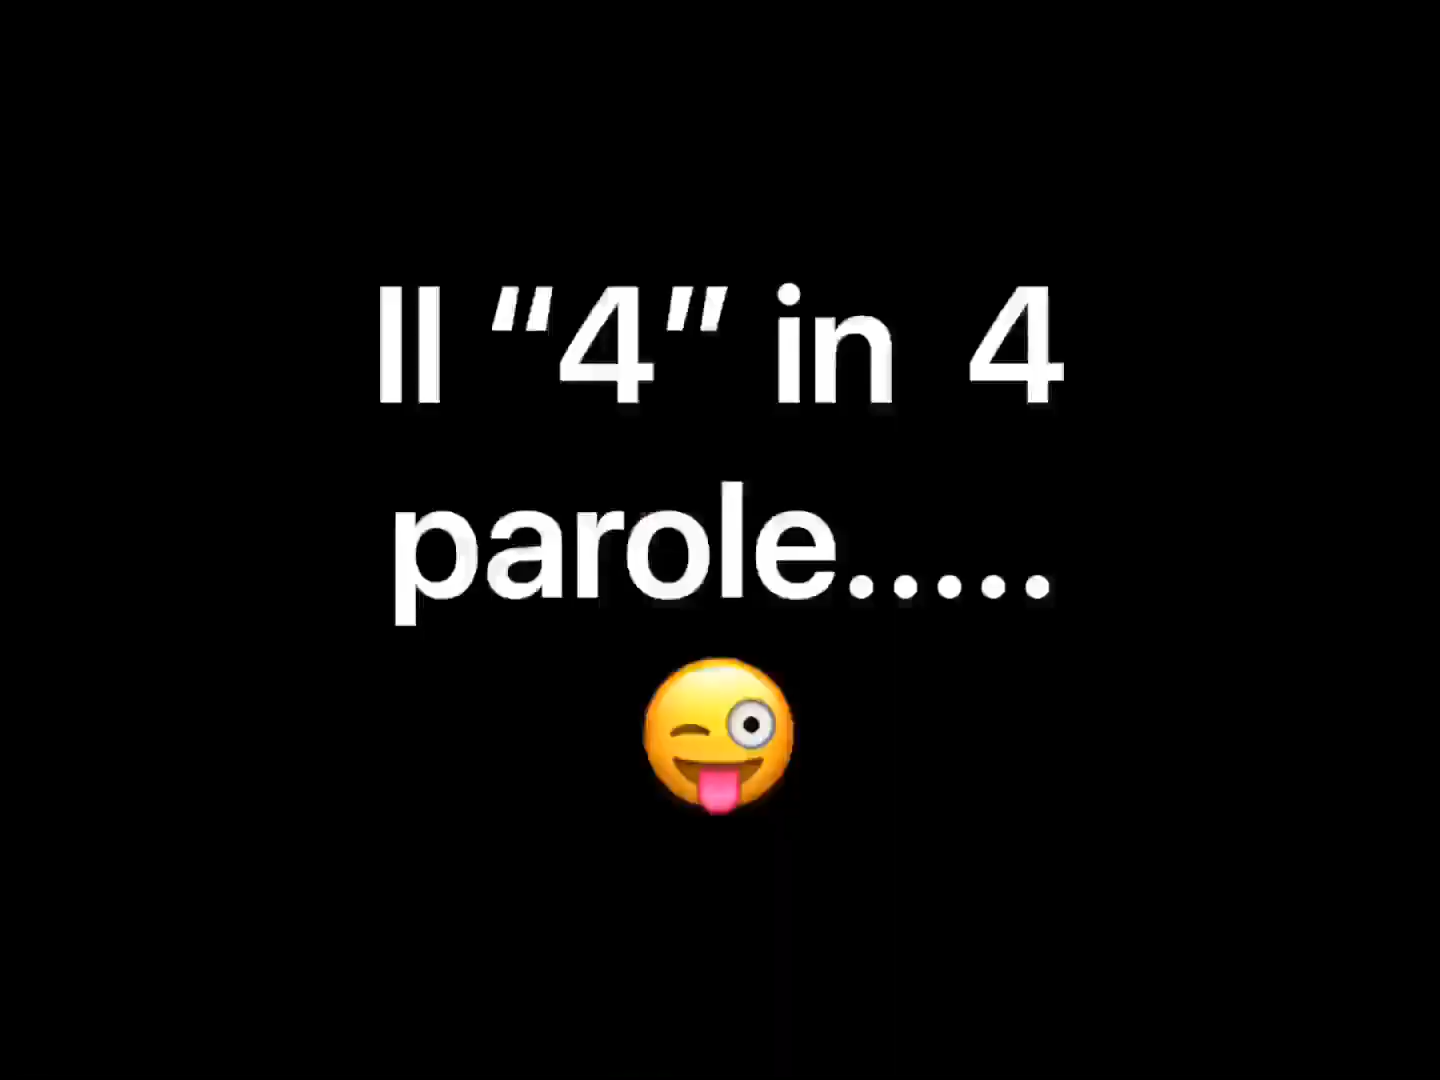 Il “4” in  4
parole.....
😜